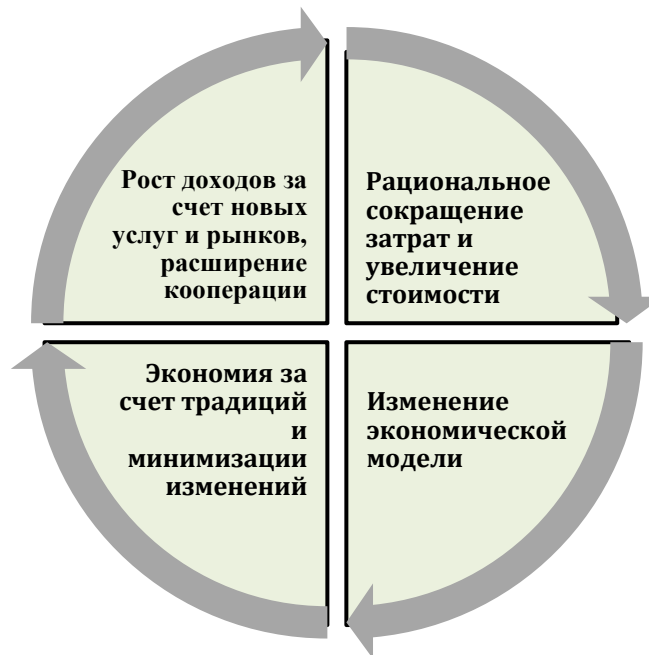 Рост доходов за
счет новых
услуг и рынков,
расширение
кооперации
Рациональное
сокращение
затрат и
увеличение
стоимости
Экономия за
счет традиций
и
минимизации
изменений
Изменение
экономической
модели